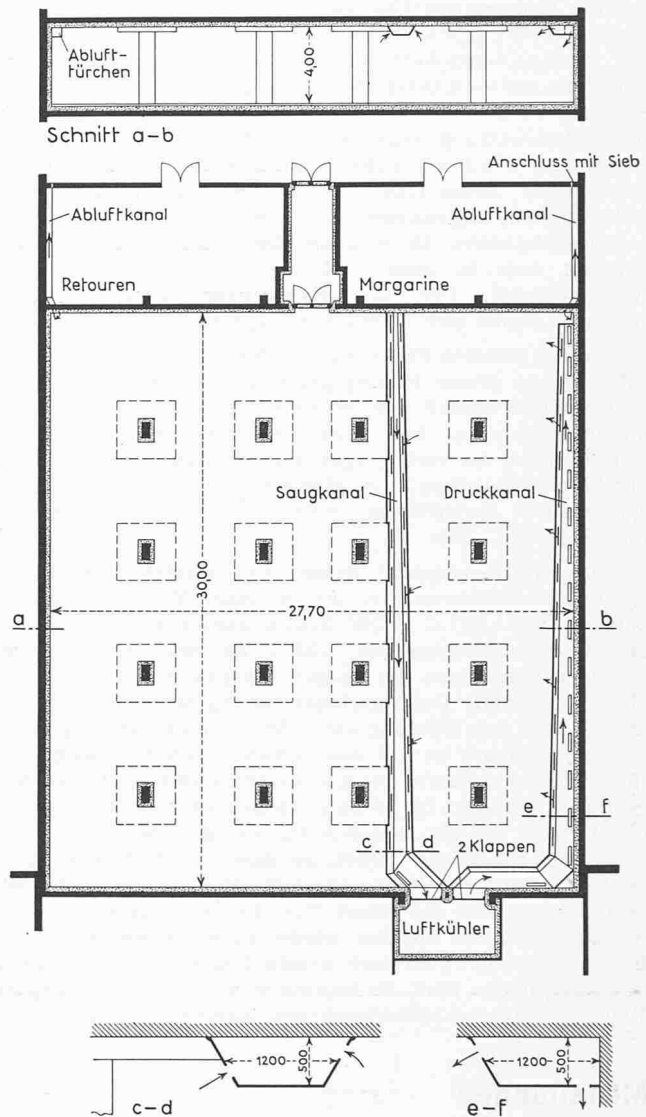 Abluft-
türchen
4,00
Schnitt a-b
Anschluss mit Sieb
Abluftkanal
Abluftkanal
Retouren
Margarine
Saugkanal
Druckkanal
30,00
a
27,70
b
e
f
c
d
2 Klappen
Luftkühler
1200
500
1200
500
c-d
e-f